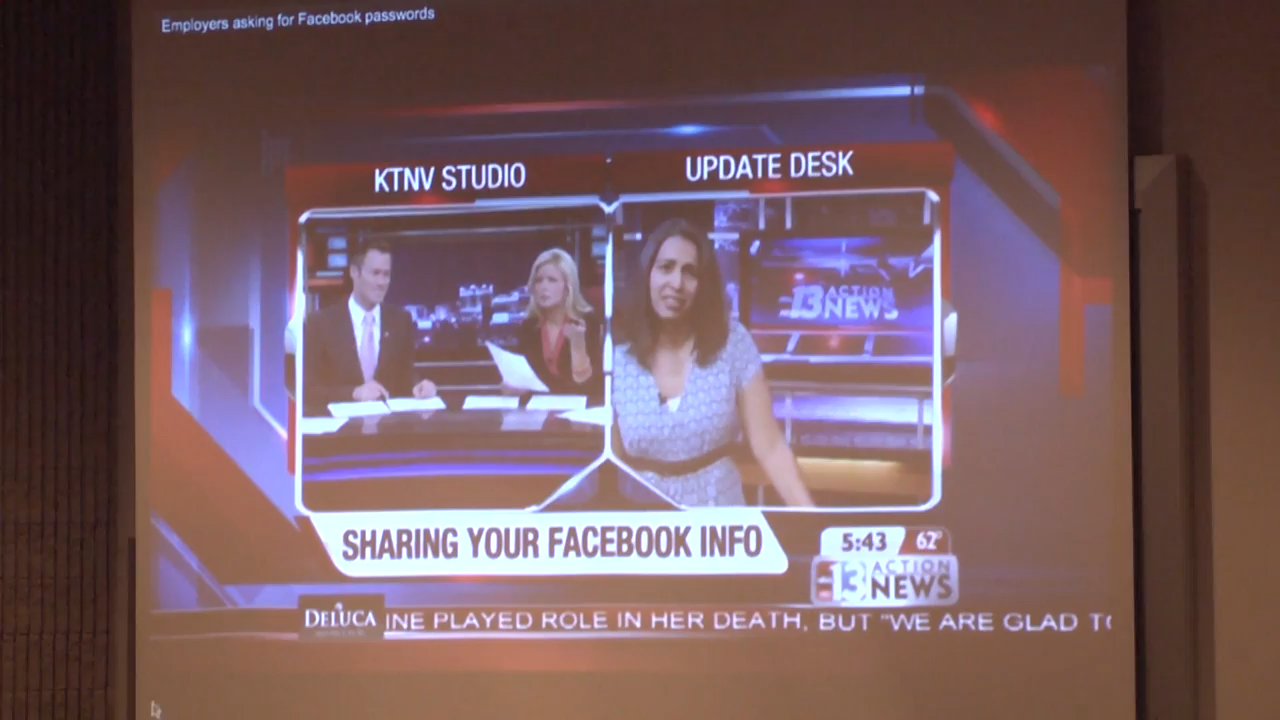 Employers asking for Facebook passwords
KTNV STUDIO
UPDATE DESK
13 ACTION
NEWS
SHARING YOUR FACEBOOK INFO
5:43 62°
13 ACTION
NEWS
DELUCA
INE PLAYED ROLE IN HER DEATH, BUT "WE ARE GLAD T